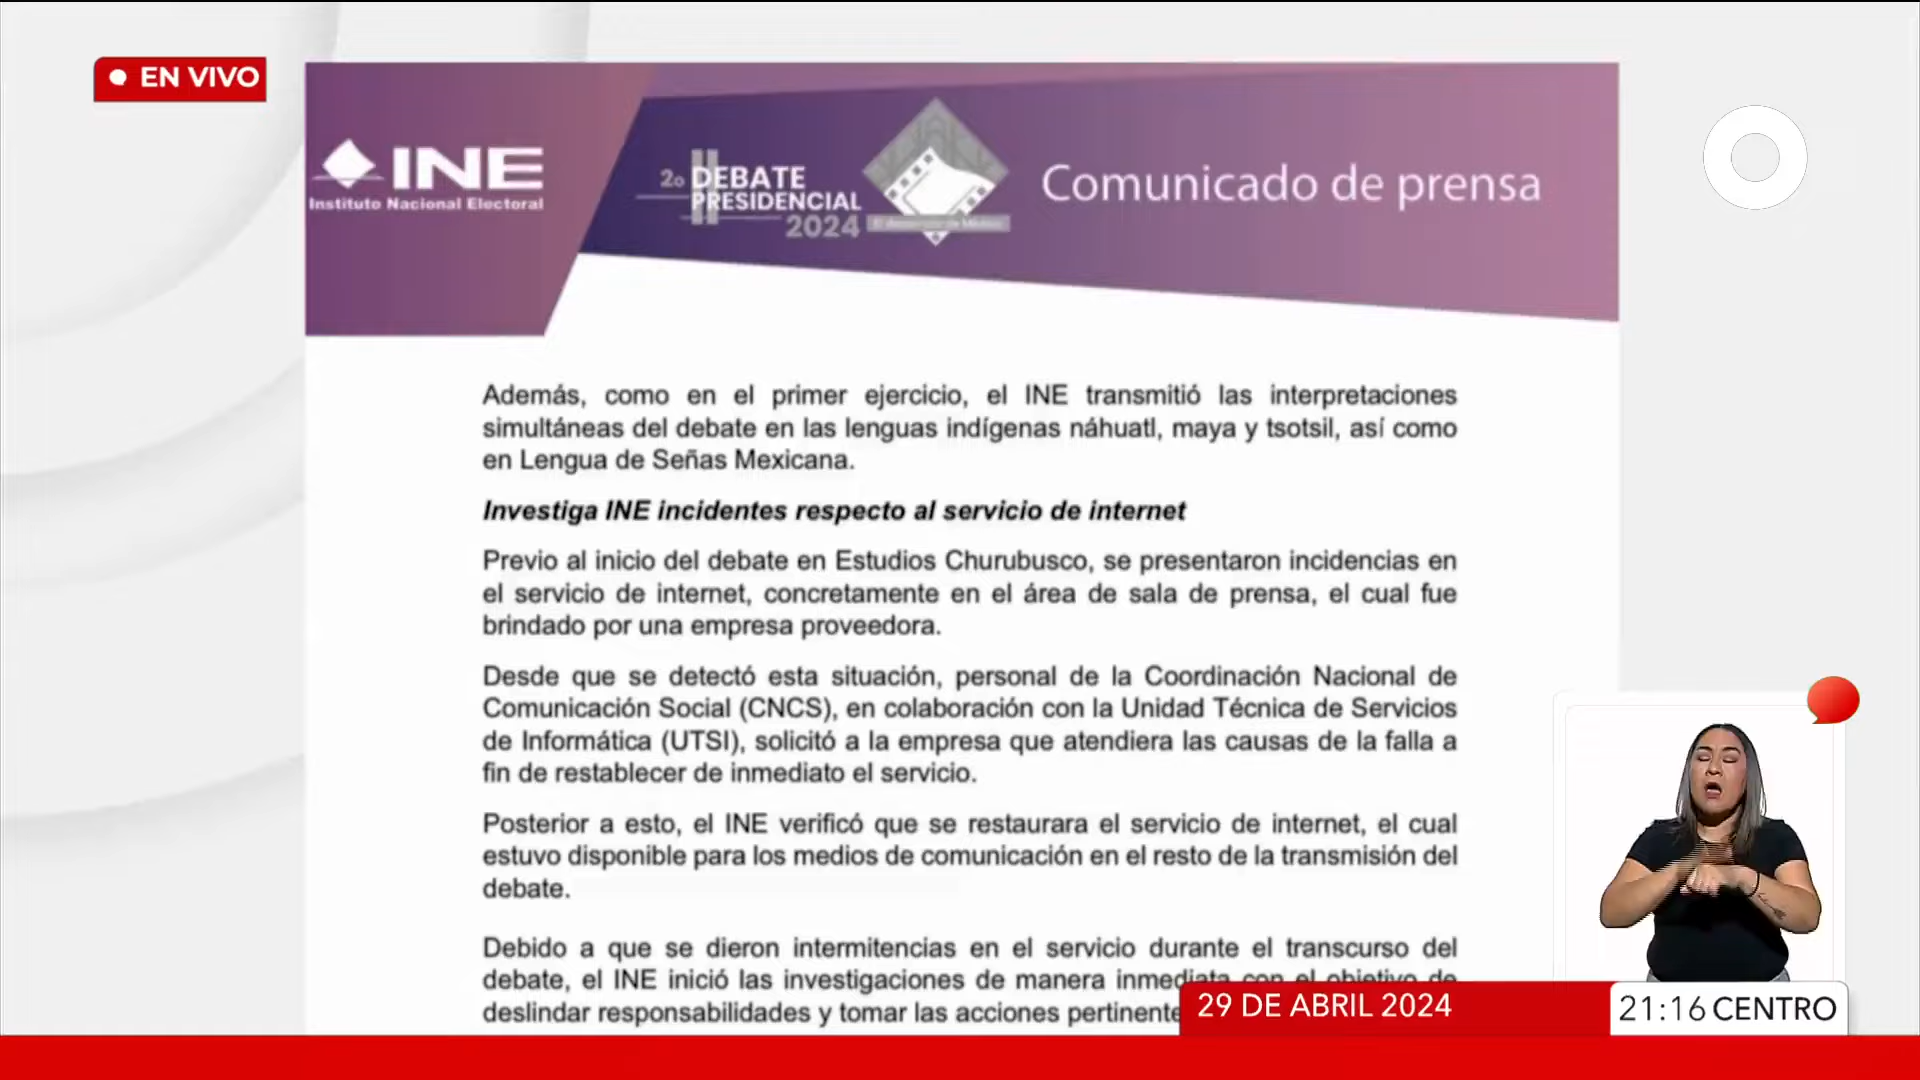 EN VIVO
INE
Instituto Nacional Electoral
2o DEBATE
PRESIDENCIAL
2024
Comunicado de prensa
Además, como en el primer ejercicio, el INE transmitió las interpretaciones
simultáneas del debate en las lenguas indígenas náhuatl, maya y tsotsil, así como
en Lengua de Señas Mexicana.
Investiga INE incidentes respecto al servicio de internet
Previo al inicio del debate en Estudios Churubusco, se presentaron incidencias en
el servicio de internet, concretamente en el área de sala de prensa, el cual fue
brindado por una empresa proveedora.
Desde que se detectó esta situación, personal de la Coordinación Nacional de
Comunicación Social (CNCS), en colaboración con la Unidad Técnica de Servicios
de Informática (UTSI), solicitó a la empresa que atendiera las causas de la falla a
fin de restablecer de inmediato el servicio.
Posterior a esto, el INE verificó que se restaurara el servicio de internet, el cual
estuvo disponible para los medios de comunicación en el resto de la transmisión del
debate.
Debido a que se dieron intermitencias en el servicio durante el transcurso del
debate, el INE inició las investigaciones de manera inmediata con el objetivo de
deslindar responsabilidades y tomar las acciones pertinente
29 DE ABRIL 2024
21:16 CENTRO